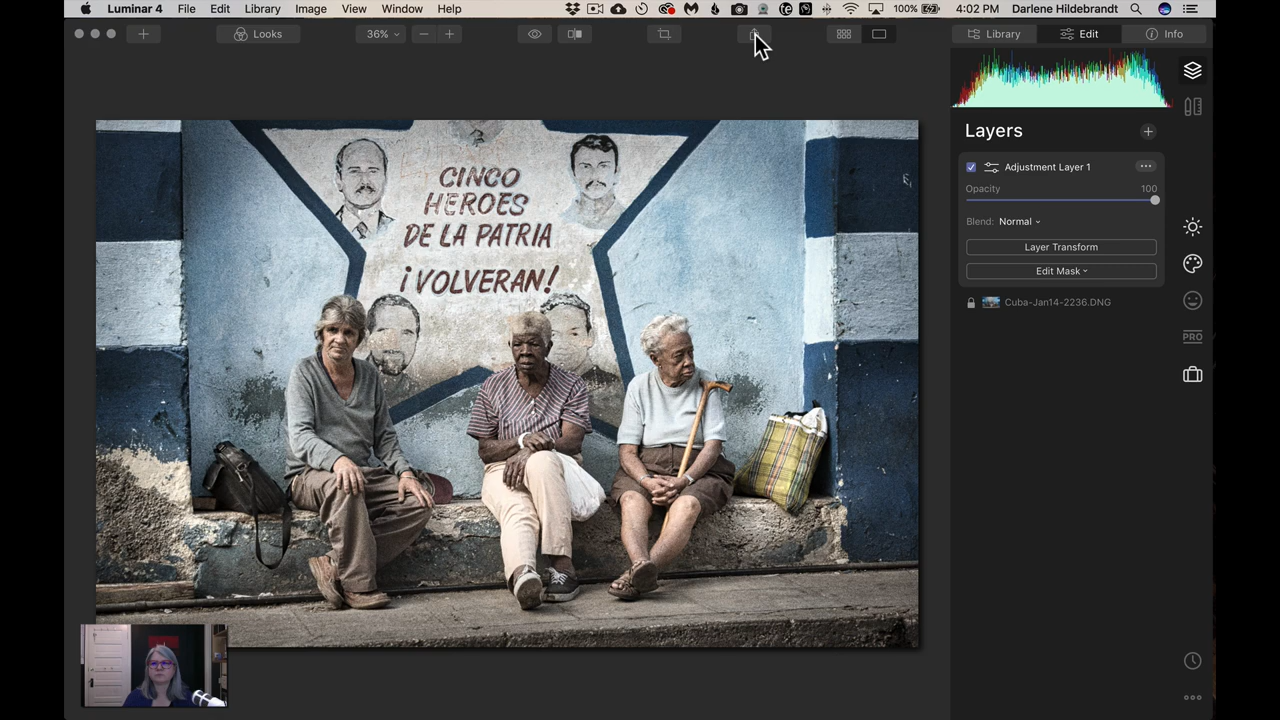 Luminar 4 File Edit Library Image View Window Help 100% 4:02 PM Darlene Hildebrandt
Looks 36% Library Edit Info
Layers
Adjustment Layer 1
Opacity 100
Blend: Normal
Layer Transform
Edit Mask
Cuba-Jan14-2236.DNG
PRO
CINCO
HEROES
DE LA PATRIA
¡VOLVERAN!